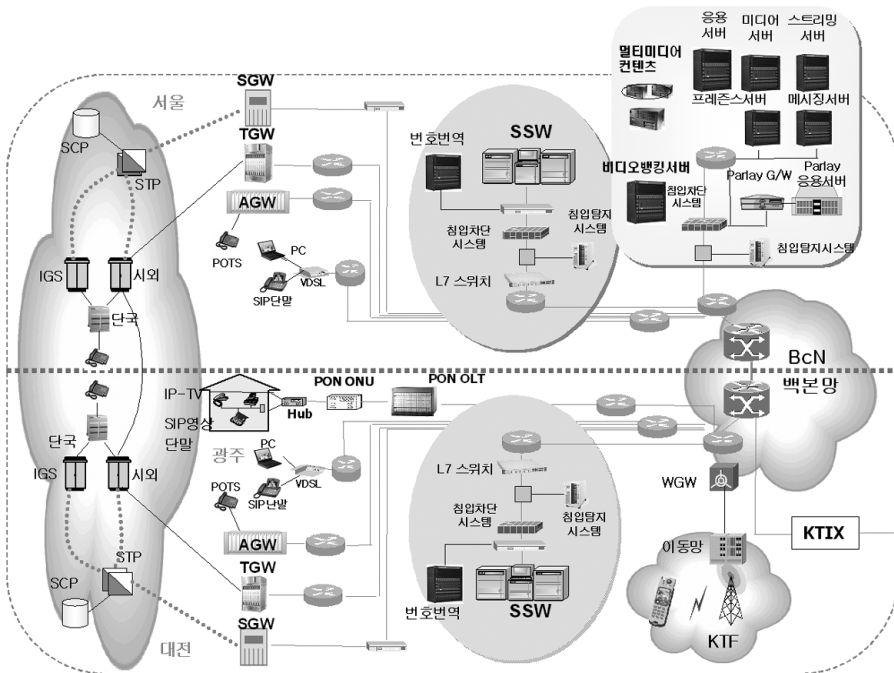 서울
SCP
STP
IGS
시외
단국
SGW
TGW
AGW
POTS
PC
SIP단말
VDSL
번호번역
SSW
침입차단
시스템
침입탐지
시스템
L7 스위치
응용
서버
미디어
서버
스트리밍
서버
멀티미디어
컨텐츠
프레즌스서버
메시징서버
비디오뱅킹서버
Parlay G/W
Parlay
응용서버
침입차단
시스템
침입탐지시스템
BcN
백본망
단국
IGS
시외
STP
SCP
대전
IP-TV
SIP영상
단말
Hub
PON ONU
PON OLT
광주
PC
SIP난발
VDSL
POTS
AGW
TGW
SGW
L7 스위치
침입차단
시스템
침입탐지
시스템
번호번역
SSW
WGW
이동망
KTF
KTIX